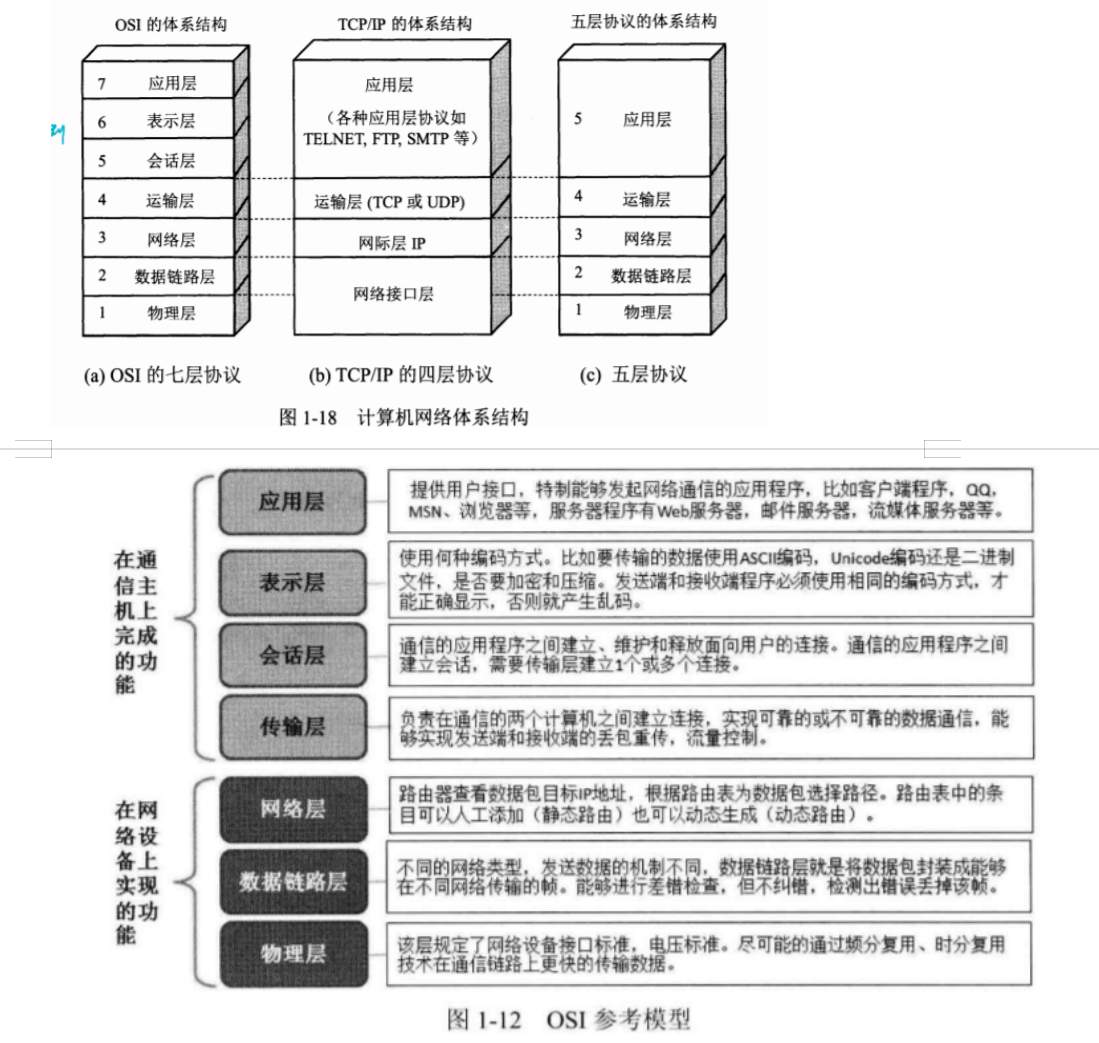 OSI 的体系结构
TCP/IP 的体系结构
五层协议的体系结构
7 应用层
6 表示层
5 会话层
4 运输层
3 网络层
2 数据链路层
1 物理层
应用层
(各种应用层协议如
TELNET, FTP, SMTP 等)
运输层 (TCP 或 UDP)
网际层 IP
网络接口层
5 应用层
4 运输层
3 网络层
2 数据链路层
1 物理层
(a) OSI 的七层协议
(b) TCP/IP 的四层协议
(c) 五层协议
图 1-18 计算机网络体系结构
在通
信主
机上
完成
的功
能
应用层
提供用户接口，特制能够发起网络通信的应用程序，比如客户端程序，QQ，
MSN、浏览器等，服务器程序有Web服务器，邮件服务器，流媒体服务器等。
表示层
使用何种编码方式。比如要传输的数据使用ASCII编码，Unicode编码还是二进制
文件，是否要加密和压缩。发送端和接收端程序必须使用相同的编码方式，才
能正确显示，否则就产生乱码。
会话层
通信的应用程序之间建立、维护和释放面向用户的连接。通信的应用程序之间
建立会话，需要传输层建立1个或多个连接。
传输层
负责在通信的两个计算机之间建立连接，实现可靠的或不可靠的数据通信，能
够实现发送端和接收端的丢包重传，流量控制。
在网
络设
备上
实现
的功
能
网络层
路由器查看数据包目标IP地址，根据路由表为数据包选择路径。路由表中的条
目可以人工添加（静态路由）也可以动态生成（动态路由）。
数据链路层
不同的网络类型，发送数据的机制不同，数据链路层就是将数据包封装成能够
在不同网络传输的帧。能够进行差错检查，但不纠错，检测出错误丢掉该帧。
物理层
该层规定了网络设备接口标准，电压标准。尽可能的通过频分复用、时分复用
技术在通信链路上更快的传输数据。
图 1-12 OSI 参考模型